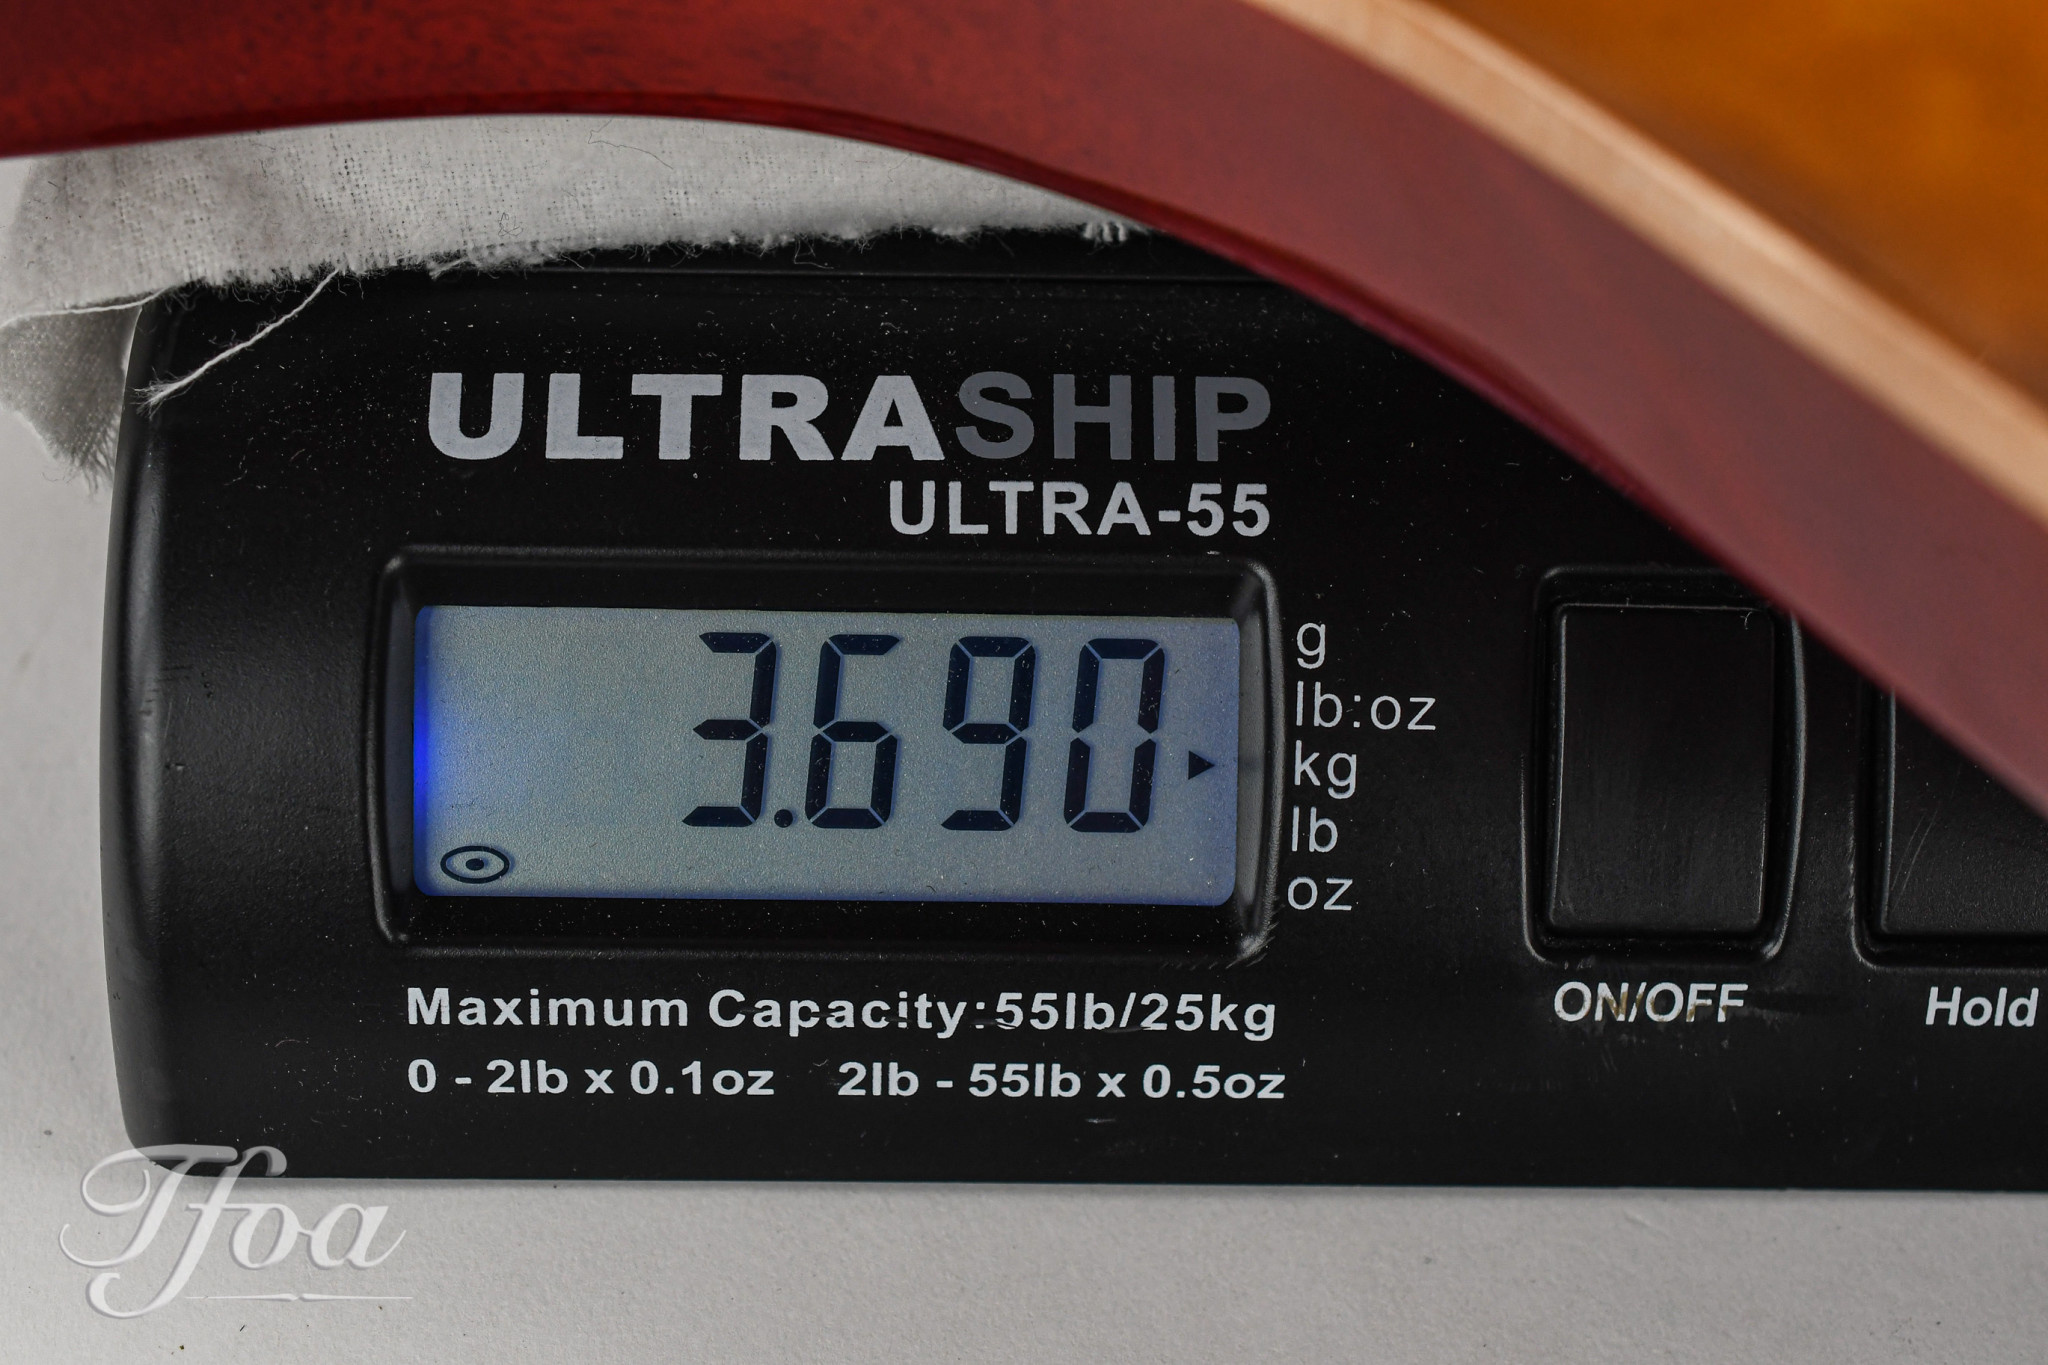 ULTRASHIP
ULTRA-55
3.690
g
lb:oz
kg
lb
oz
ON/OFF
Hold
Maximum Capacity:55lb/25kg
0 - 2lb x 0.1oz 2lb - 55lb x 0.5oz
Tfoa